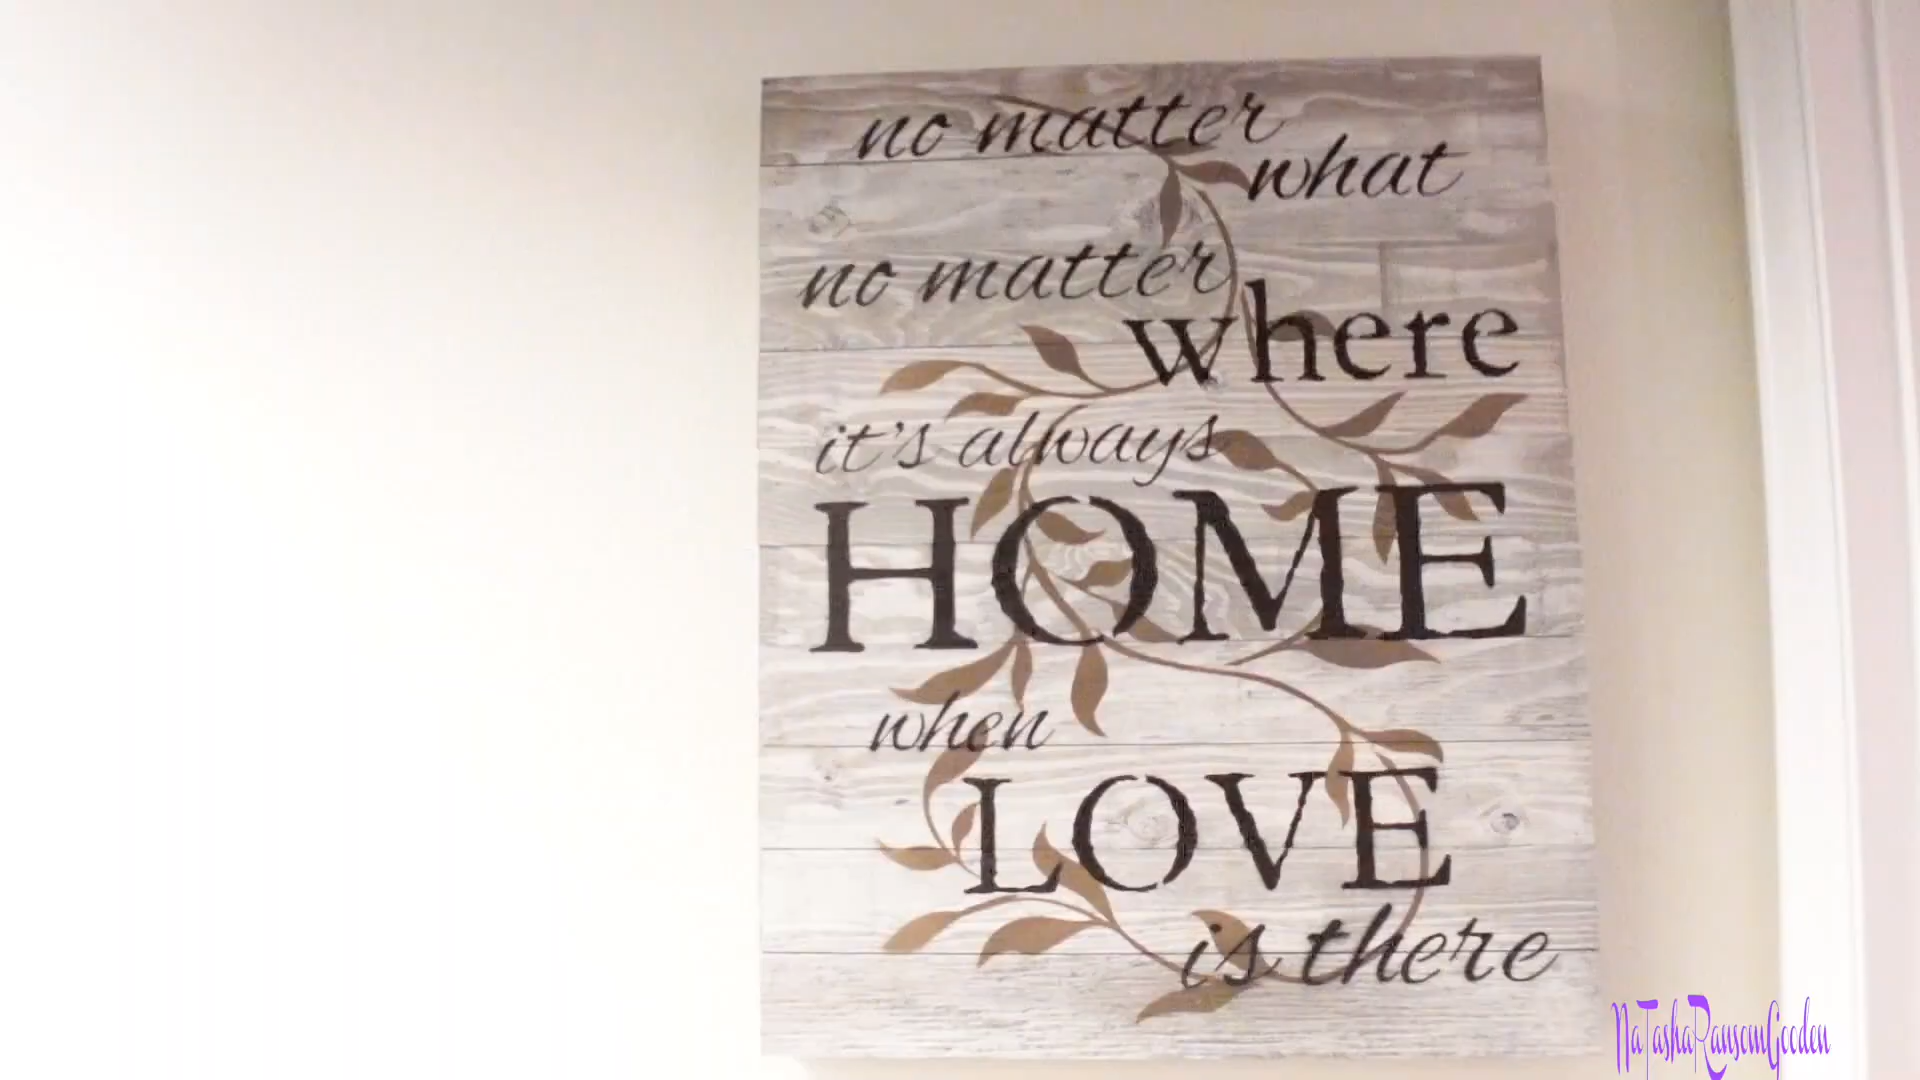 no matter
what
no matter
where
it's always
HOME
when
LOVE
is there
NaTashaRansomGooden